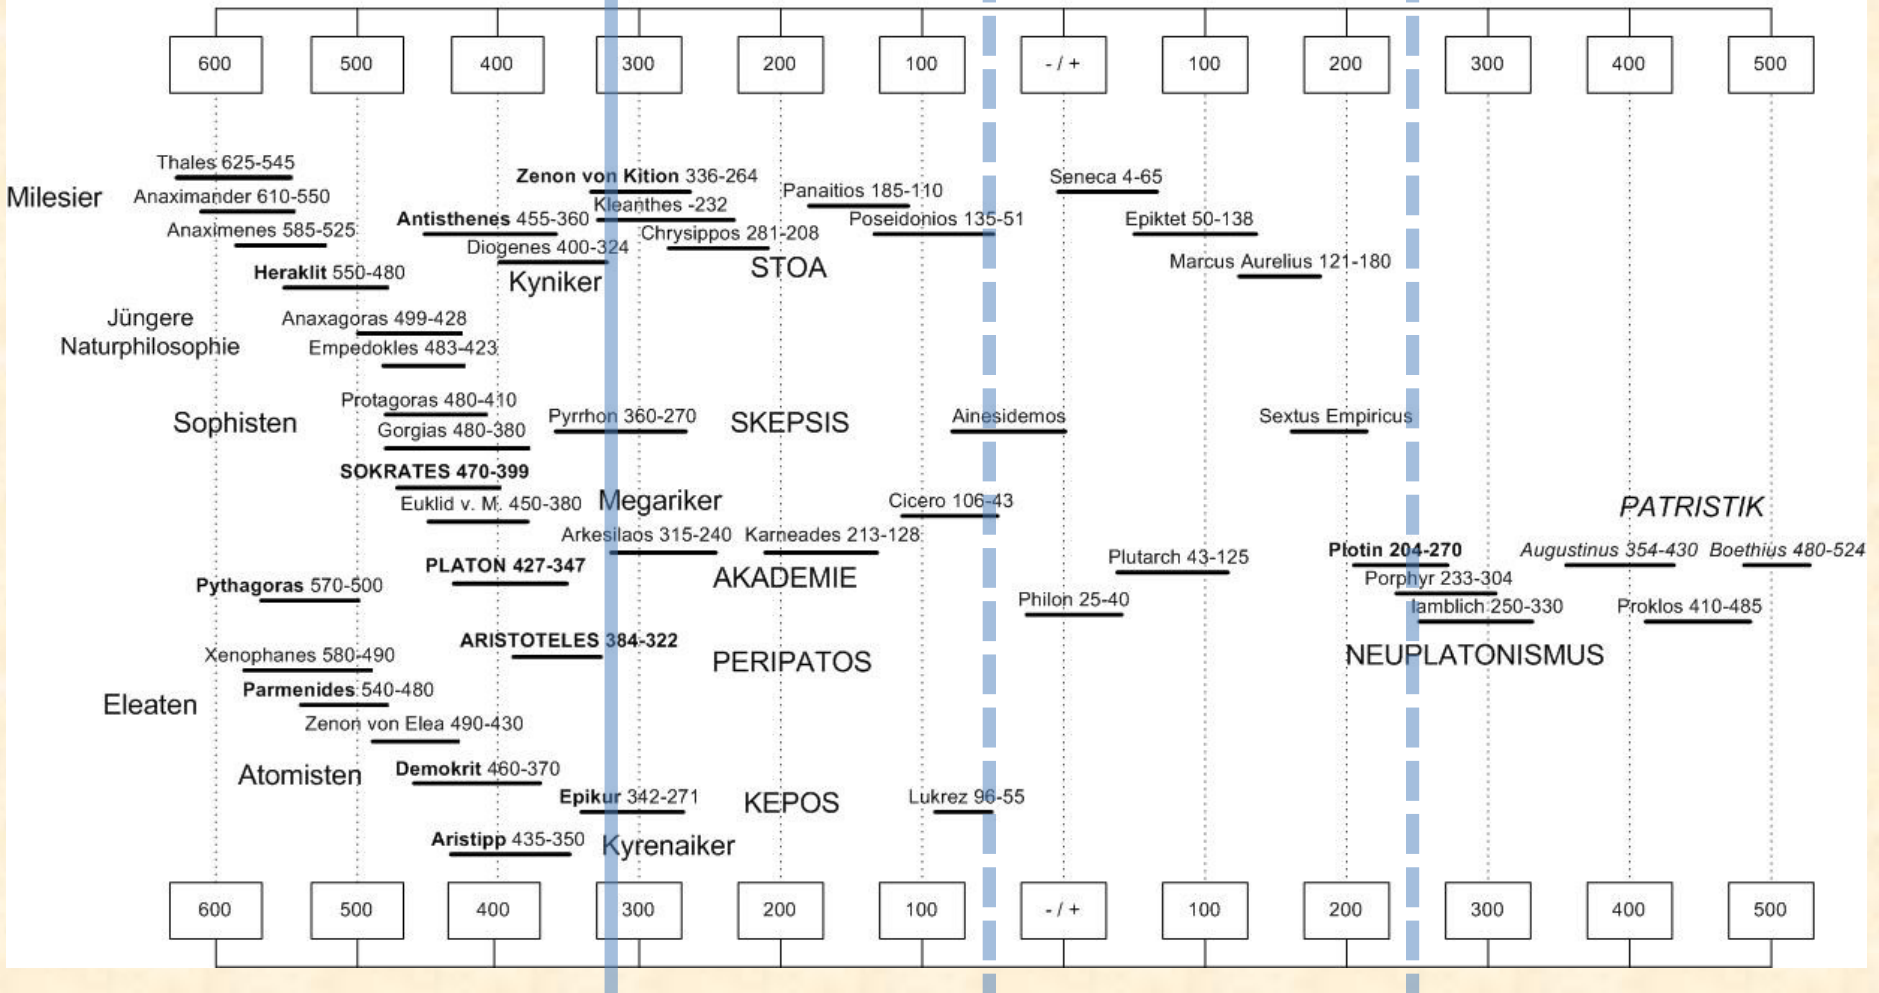 600 500 400 300 200 100 - / + 100 200 300 400 500
Thales 625-545
Milesier
Anaximander 610-550
Anaximenes 585-525
Heraklit 550-480
Zenon von Kition 336-264
Kleanthes -232
Antisthenes 455-360
Chrysippos 281-208
Diogenes 400-324
Kyniker
STOA
Panaitios 185-110
Poseidonios 135-51
Seneca 4-65
Epiktet 50-138
Marcus Aurelius 121-180
Jüngere
Naturphilosophie
Anaxagoras 499-428
Empedokles 483-423
Sophisten
Protagoras 480-410
Gorgias 480-380
Pyrrhon 360-270
SKEPSIS
Ainesidemos
Sextus Empiricus
SOKRATES 470-399
Euklid v. M. 450-380
Megariker
Cicero 106-43
PATRISTIK
Arkesilaos 315-240
Karneades 213-128
PLATON 427-347
AKADEMIE
Plutarch 43-125
Plotin 204-270
Augustinus 354-430
Boethius 480-524
Pythagoras 570-500
Porphyr 233-304
Philon 25-40
Iamblich 250-330
Proklos 410-485
ARISTOTELES 384-322
PERIPATOS
NEUPLATONISMUS
Xenophanes 580-490
Parmenides 540-480
Eleaten
Zenon von Elea 490-430
Atomisten
Demokrit 460-370
Epikur 342-271
KEPOS
Lukrez 96-55
Aristipp 435-350
Kyrenaiker
600 500 400 300 200 100 - / + 100 200 300 400 500